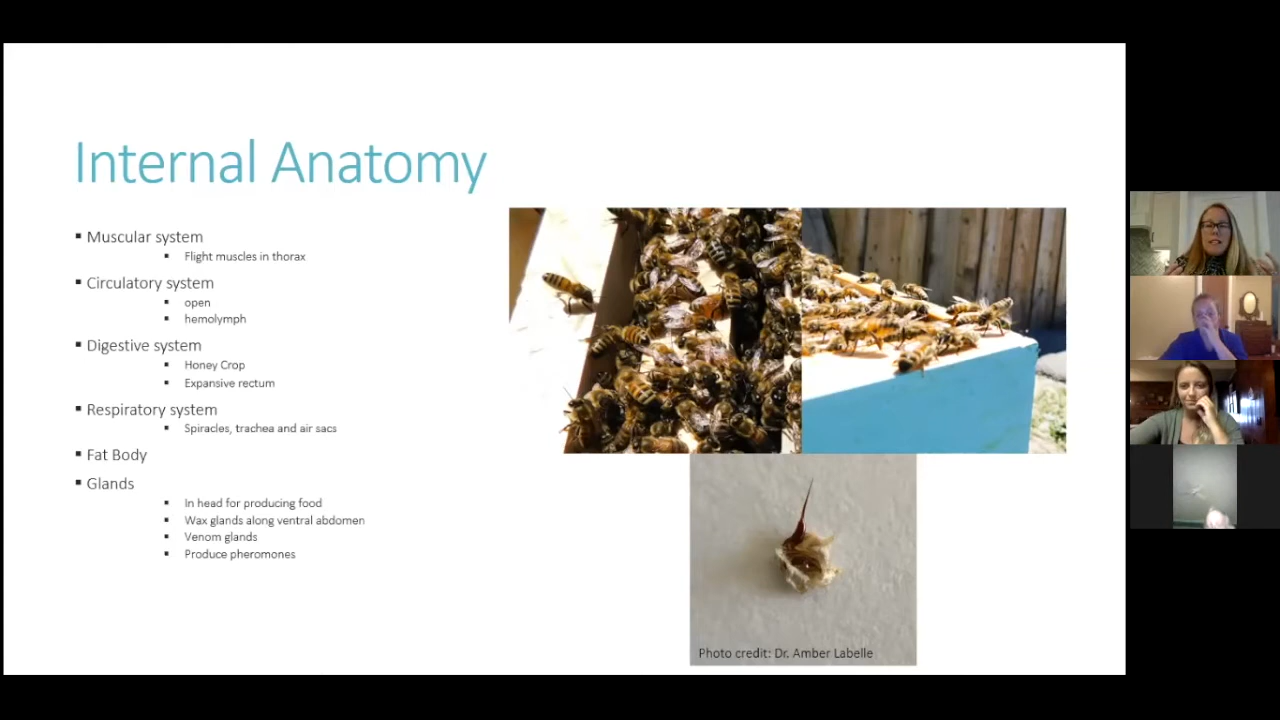 Internal Anatomy
▪ Muscular system
▪ Flight muscles in thorax
▪ Circulatory system
▪ open
▪ hemolymph
▪ Digestive system
▪ Honey Crop
▪ Expansive rectum
▪ Respiratory system
▪ Spiracles, trachea and air sacs
▪ Fat Body
▪ Glands
▪ In head for producing food
▪ Wax glands along ventral abdomen
▪ Venom glands
▪ Produce pheromones
Photo credit: Dr. Amber Labelle